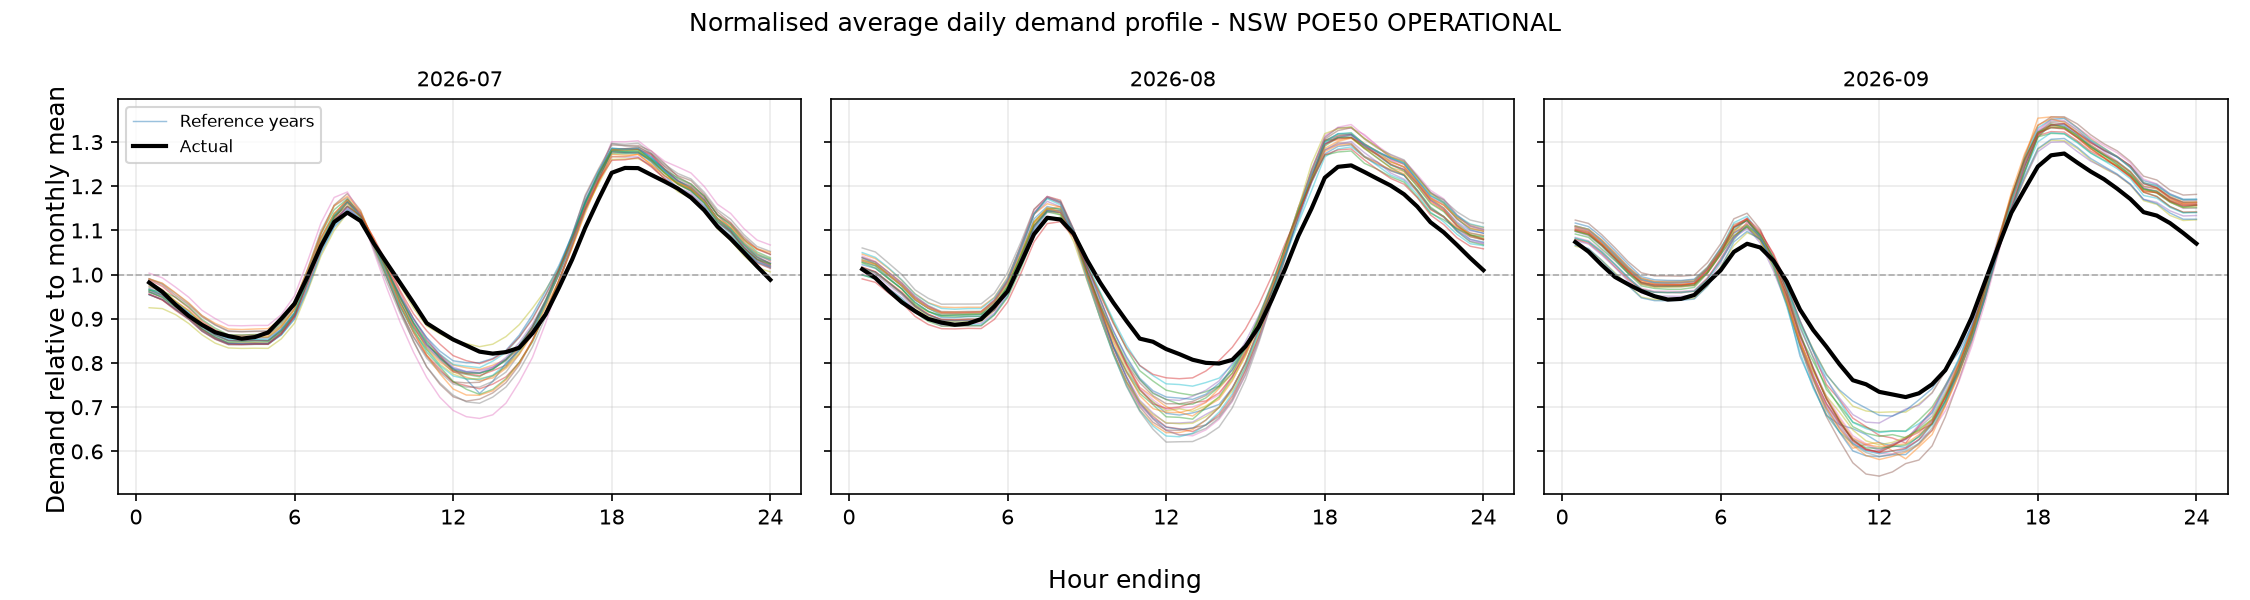 Normalised average daily demand profile - NSW POE50 OPERATIONAL
2026-07
2026-08
2026-09
Demand relative to monthly mean
Reference years
Actual
1.3
1.2
1.1
1.0
0.9
0.8
0.7
0.6
0 6 12 18 24
0 6 12 18 24
0 6 12 18 24
Hour ending